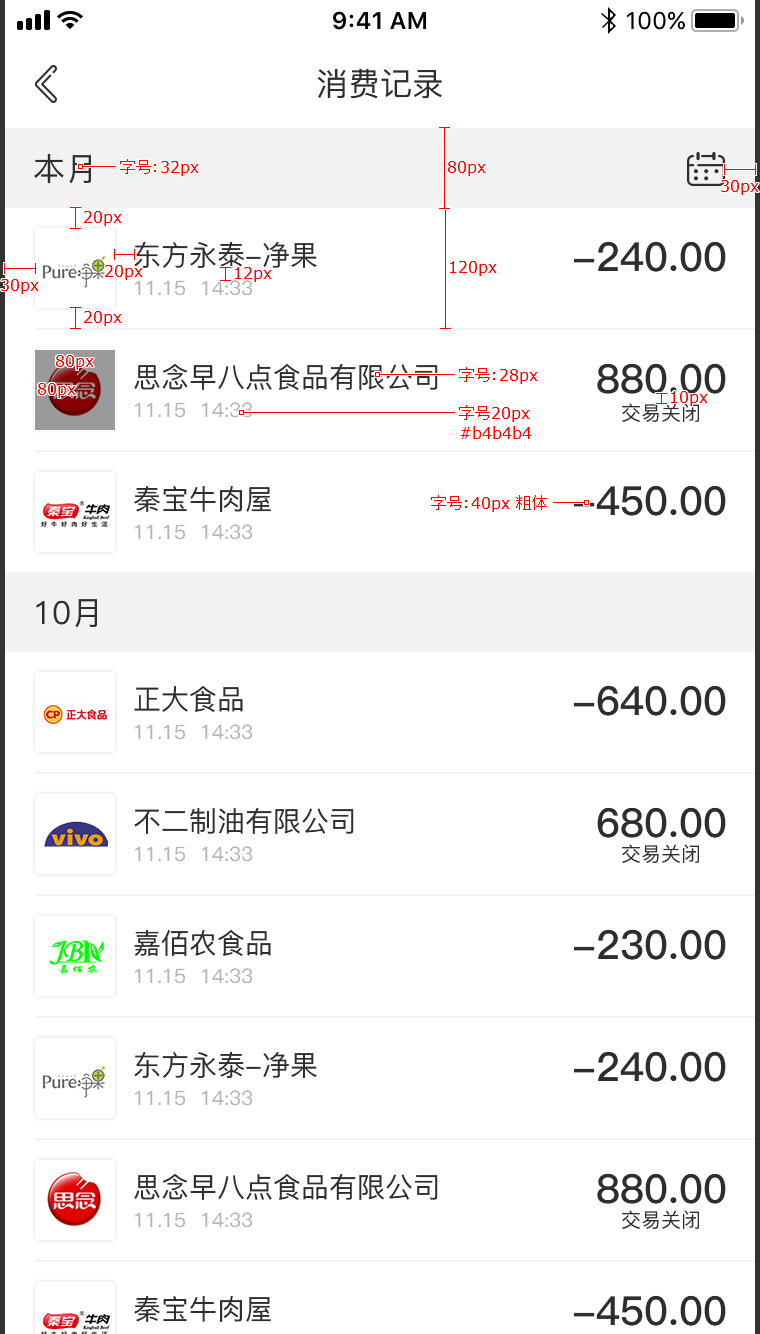 9:41 AM 100%
消费记录
本月 字号: 32px 80px 30px
20px
东方永泰–净果 –240.00
Pure 净果 20px 12px 120px
30px 11.15 14:33
20px
80px 思念早八点食品有限公司 字号: 28px 880.00
80px 思念 10px
11.15 14:33 字号20px 交易关闭
#b4b4b4
秦宝牛肉屋 字号: 40px 粗体 –450.00
秦宝 牛肉
好牛好肉好生活 11.15 14:33
10月
正大食品 –640.00
CP 正大食品
11.15 14:33
不二制油有限公司 680.00
vivo
11.15 14:33 交易关闭
嘉佰农食品 –230.00
JBN
嘉佰农 11.15 14:33
东方永泰–净果 –240.00
Pure 净果
11.15 14:33
思念早八点食品有限公司 880.00
思念
11.15 14:33 交易关闭
秦宝牛肉屋 –450.00
秦宝 牛肉